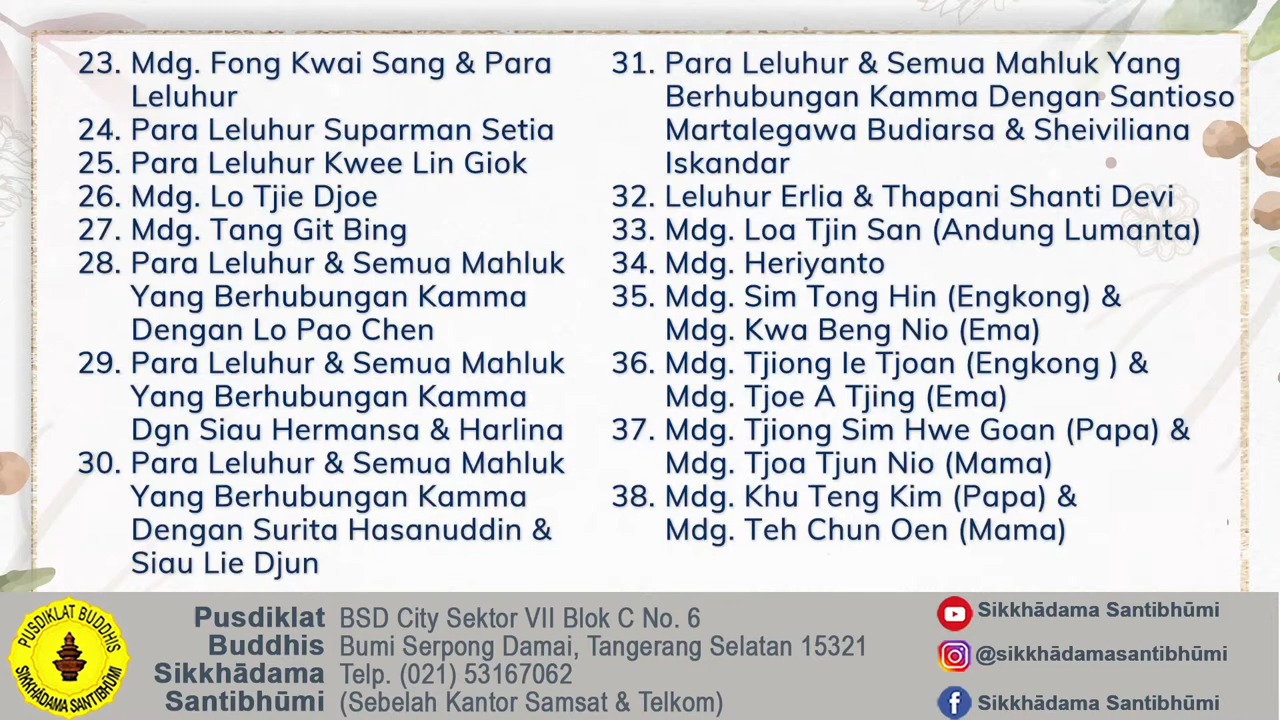 23. Mdg. Fong Kwai Sang & Para
Leluhur
24. Para Leluhur Suparman Setia
25. Para Leluhur Kwee Lin Giok
26. Mdg. Lo Tjie Djoe
27. Mdg. Tang Git Bing
28. Para Leluhur & Semua Mahluk
Yang Berhubungan Kamma
Dengan Lo Pao Chen
29. Para Leluhur & Semua Mahluk
Yang Berhubungan Kamma
Dgn Siau Hermansa & Harlina
30. Para Leluhur & Semua Mahluk
Yang Berhubungan Kamma
Dengan Surita Hasanuddin &
Siau Lie Djun
31. Para Leluhur & Semua Mahluk Yang
Berhubungan Kamma Dengan Santioso
Martalegawa Budiarsa & Sheiviliana
Iskandar
32. Leluhur Erlia & Thapani Shanti Devi
33. Mdg. Loa Tjin San (Andung Lumanta)
34. Mdg. Heriyanto
35. Mdg. Sim Tong Hin (Engkong) &
Mdg. Kwa Beng Nio (Ema)
36. Mdg. Tjiong Ie Tjoan (Engkong ) &
Mdg. Tjoe A Tjing (Ema)
37. Mdg. Tjiong Sim Hwe Goan (Papa) &
Mdg. Tjoa Tjun Nio (Mama)
38. Mdg. Khu Teng Kim (Papa) &
Mdg. Teh Chun Oen (Mama)
PUSDIKLAT BUDDHIS
SIKKHĀDAMA SANTIBHŪMI
Pusdiklat
Buddhis
Sikkhādama
Santibhūmi
BSD City Sektor VII Blok C No. 6
Bumi Serpong Damai, Tangerang Selatan 15321
Telp. (021) 53167062
(Sebelah Kantor Samsat & Telkom)
Sikkhādama Santibhūmi
@sikkhādamasantibhūmi
Sikkhādama Santibhūmi